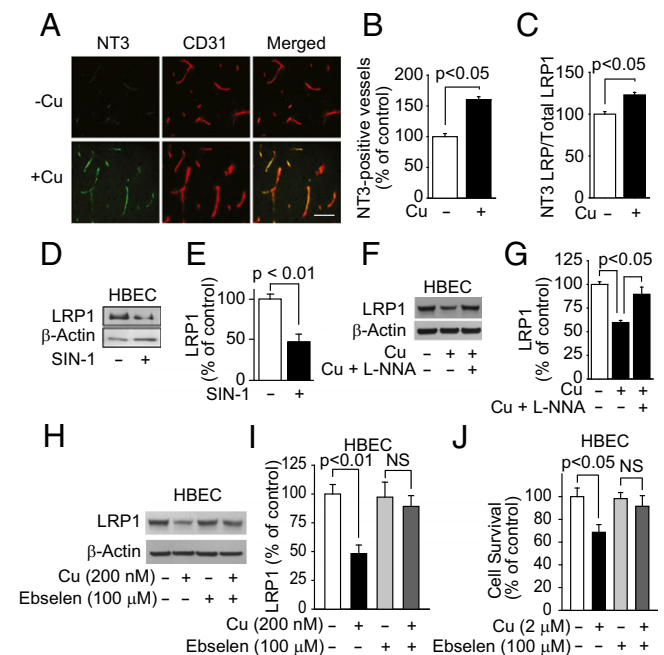 A
NT3 CD31 Merged
-Cu
+Cu
B
p<0.05
NT3-positive vessels
(% of control)
200
150
100
50
0
Cu – +
C
p<0.05
NT3 LRP/Total LRP1
150
100
50
0
Cu – +
D
HBEC
LRP1
β-Actin
SIN-1 – +
E
p < 0.01
LRP1
(% of control)
100
50
0
SIN-1 – +
F
HBEC
LRP1
β-Actin
Cu – + +
Cu + L-NNA – – +
G
p<0.05
LRP1
(% of control)
125
100
75
50
25
0
Cu – + +
Cu + L-NNA – – +
H
HBEC
LRP1
β-Actin
Cu (200 nM) – + – +
Ebselen (100 μM) – – + +
I
HBEC
p<0.01 NS
LRP1 (% of control)
125
100
75
50
25
0
Cu (200 nM) – + – +
Ebselen (100 μM) – – + +
J
HBEC
p<0.05 NS
Cell Survival
(% of control)
100
80
60
40
20
0
Cu (2 μM) – + – +
Ebselen (100 μM) – – + +